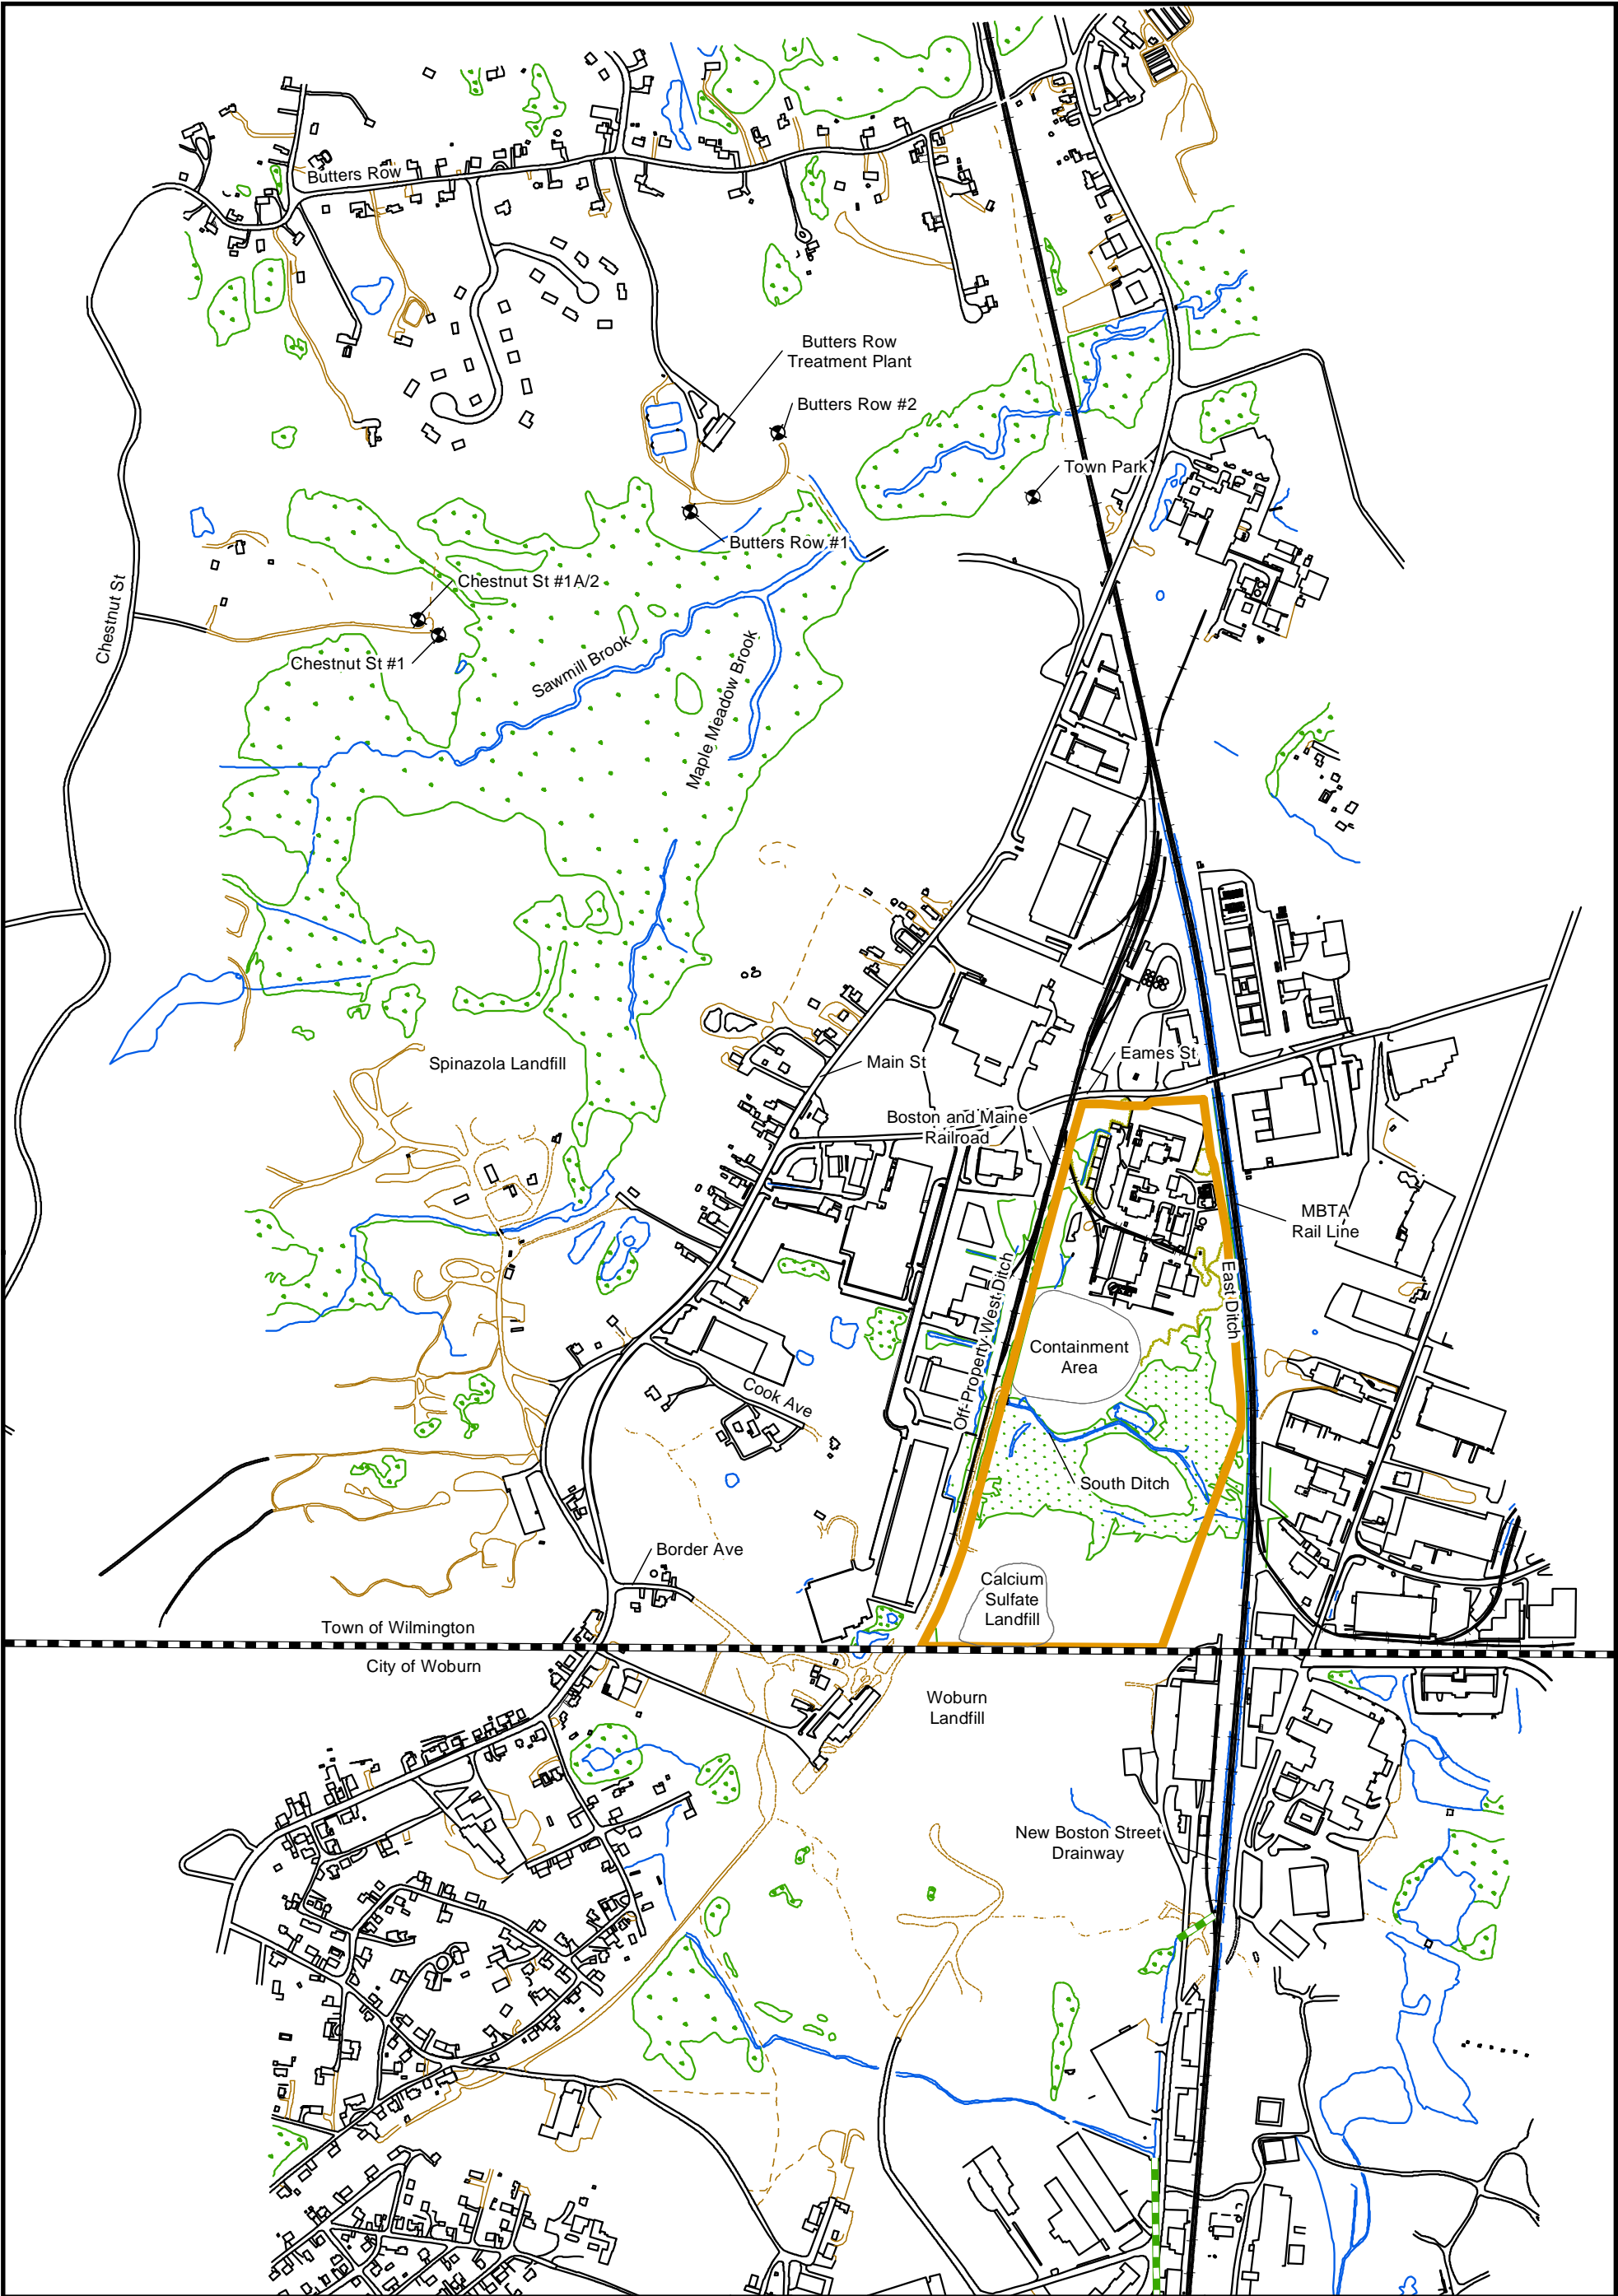 Butters Row
Butters Row
Treatment Plant
Butters Row #2
Town Park
Butters Row #1
Chestnut St #1A/2
Chestnut St
Chestnut St #1
Sawmill Brook
Maple Meadow Brook
Spinazola Landfill
Main St
Eames St
Boston and Maine
Railroad
MBTA
Rail Line
Off-Property West Ditch
East Ditch
Containment
Area
Cook Ave
South Ditch
Border Ave
Calcium
Sulfate
Landfill
Town of Wilmington
City of Woburn
Woburn
Landfill
New Boston Street
Drainway